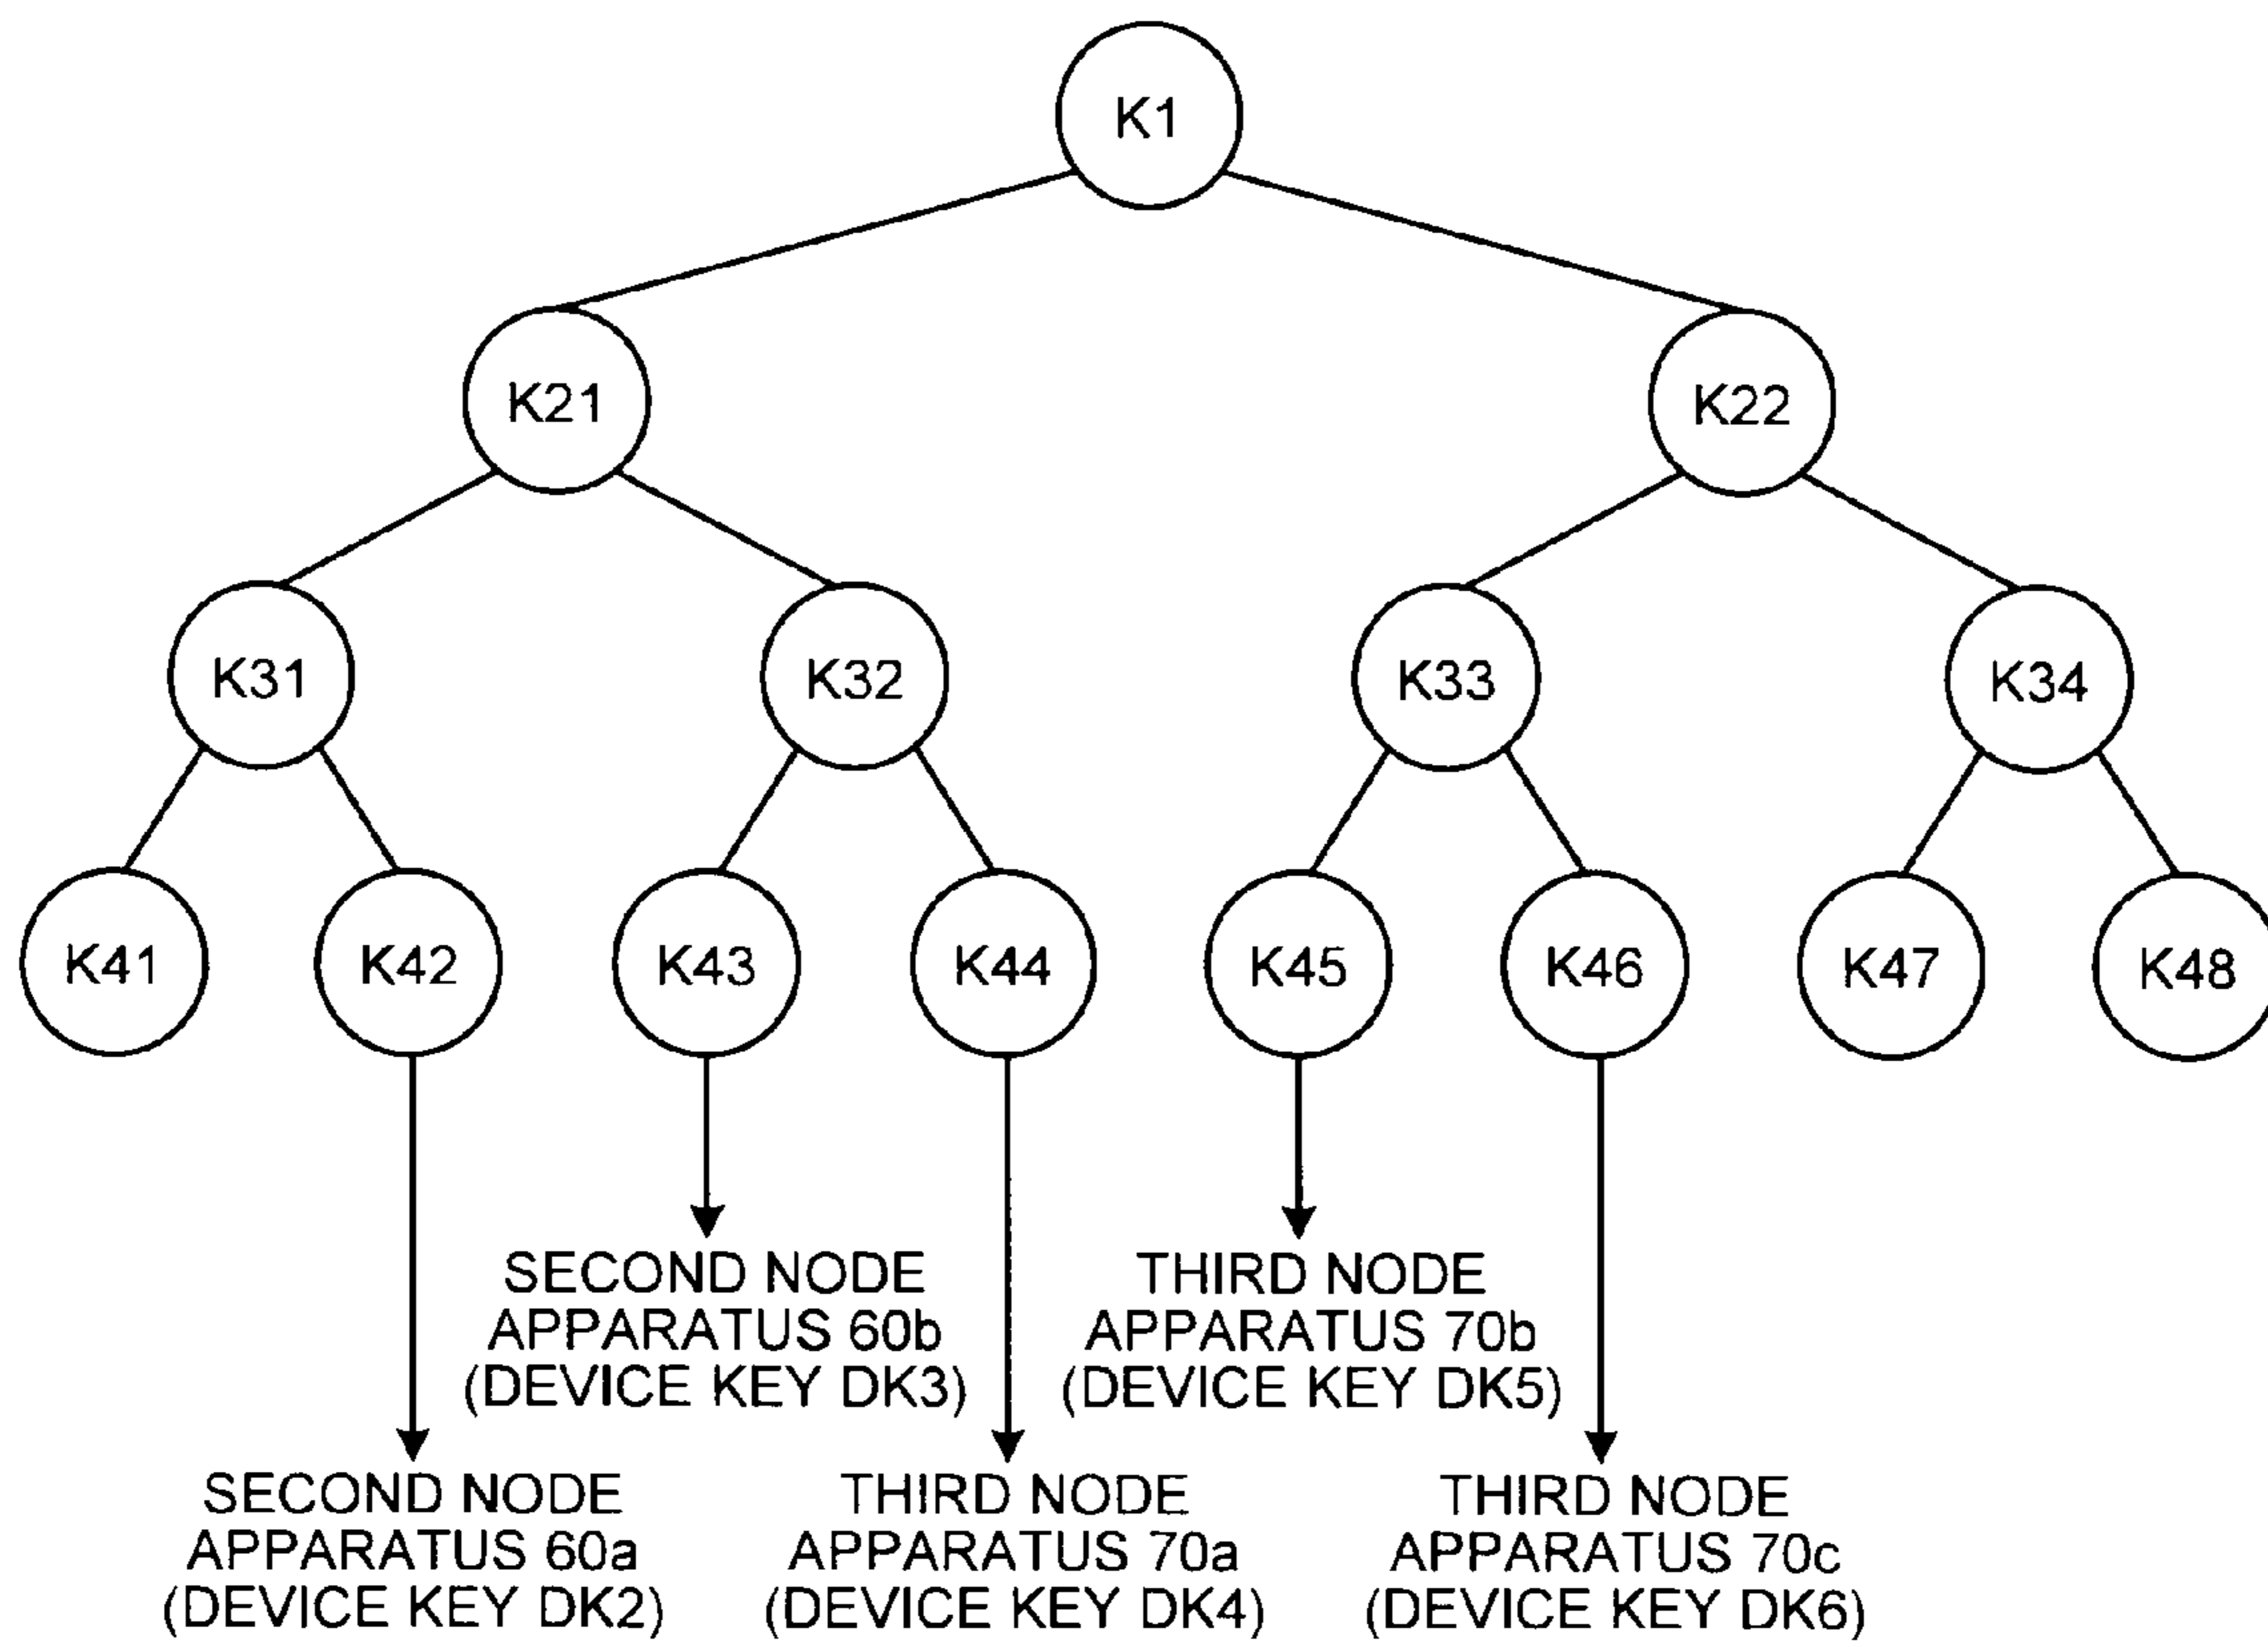 K1
K21
K22
K31
K32
K33
K34
K41
K42
K43
K44
K45
K46
K47
K48
SECOND NODE
APPARATUS 60b
(DEVICE KEY DK3)
THIRD NODE
APPARATUS 70b
(DEVICE KEY DK5)
SECOND NODE
APPARATUS 60a
(DEVICE KEY DK2)
THIRD NODE
APPARATUS 70a
(DEVICE KEY DK4)
THIRD NODE
APPARATUS 70c
(DEVICE KEY DK6)